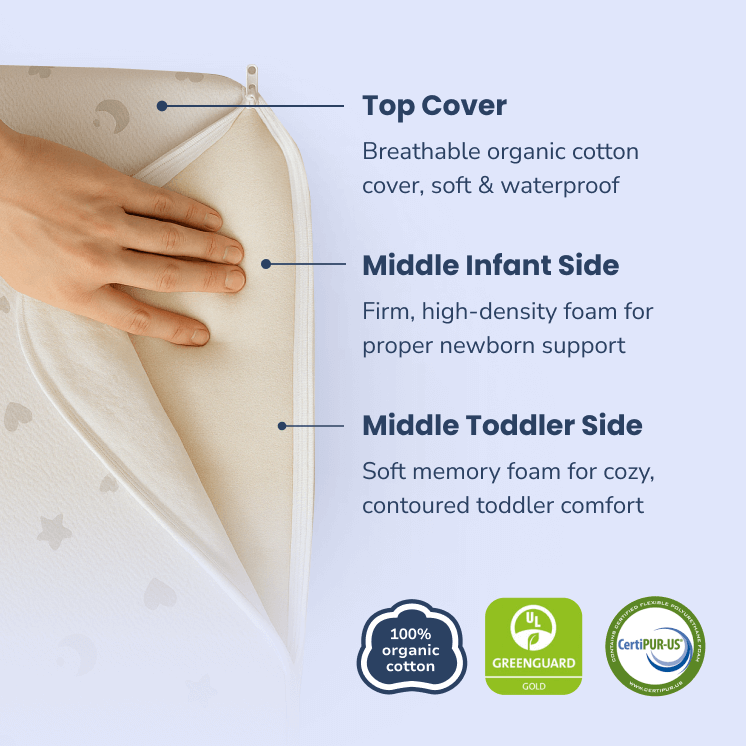 Top Cover
Breathable organic cotton
cover, soft & waterproof
Middle Infant Side
Firm, high-density foam for
proper newborn support
Middle Toddler Side
Soft memory foam for cozy,
contoured toddler comfort
100%
organic
cotton
UL
GREENGUARD
GOLD
CONTAINS CERTIFIED FLEXIBLE POLYURETHANE FOAM
CertiPUR-US®
WWW.CERTIPUR.US